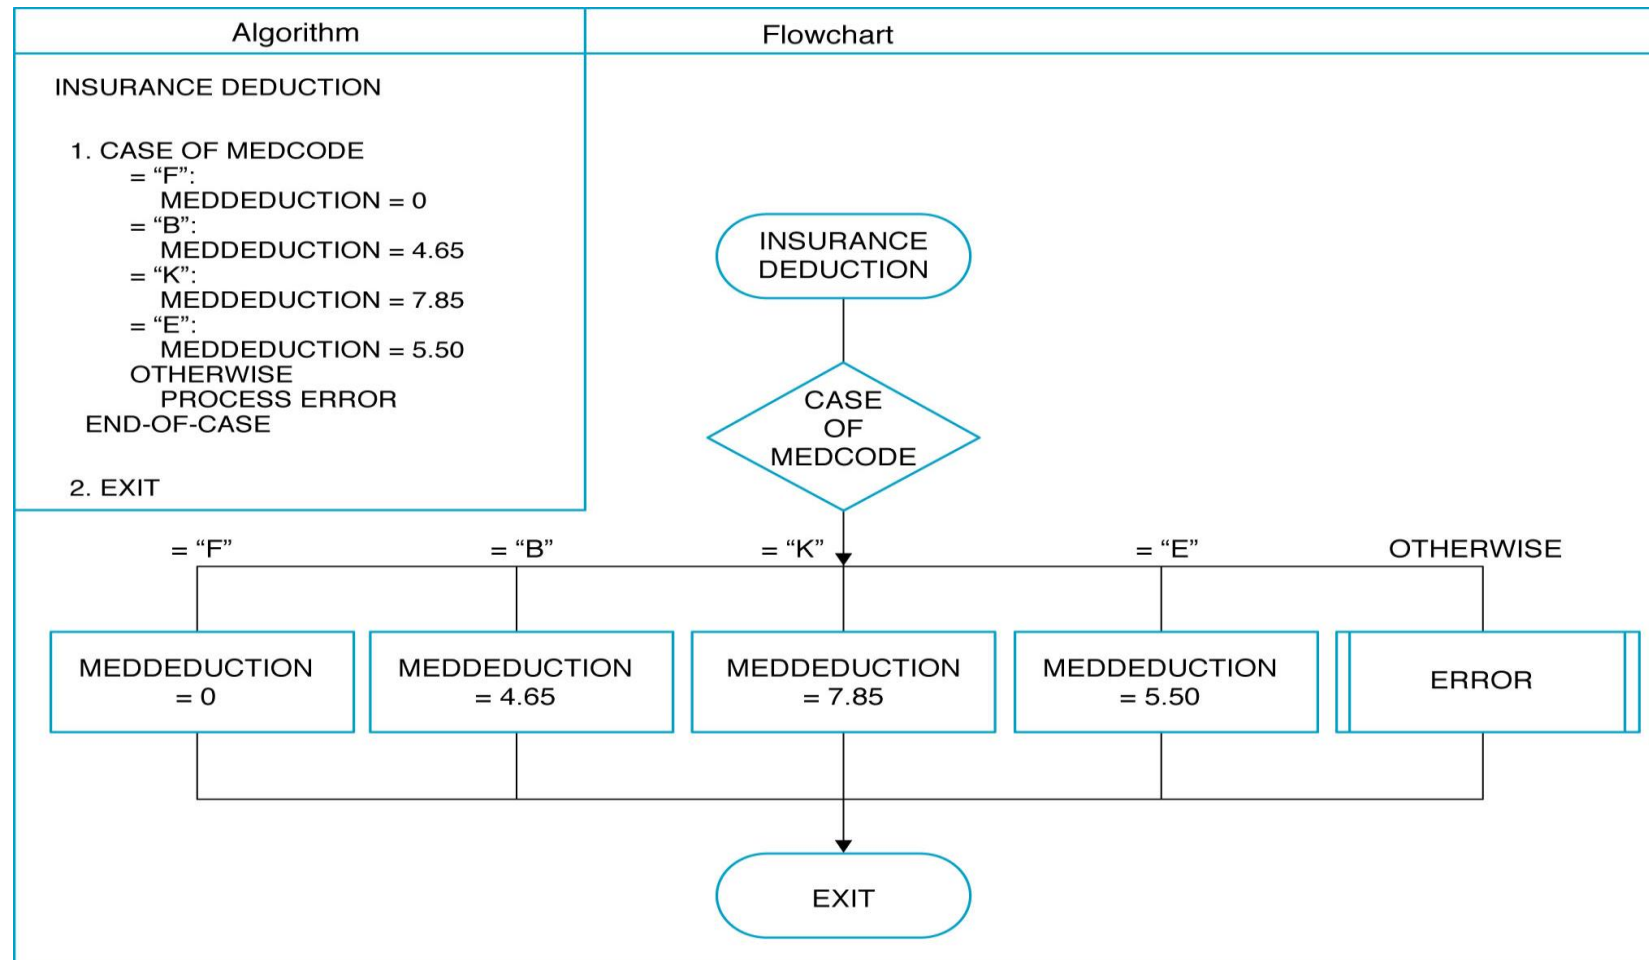 Algorithm
Flowchart
INSURANCE DEDUCTION
1. CASE OF MEDCODE
= “F”:
MEDDEDUCTION = 0
= “B”:
MEDDEDUCTION = 4.65
= “K”:
MEDDEDUCTION = 7.85
= “E”:
MEDDEDUCTION = 5.50
OTHERWISE
PROCESS ERROR
END-OF-CASE
2. EXIT
INSURANCE
DEDUCTION
CASE
OF
MEDCODE
= “F”
= “B”
= “K”
= “E”
OTHERWISE
MEDDEDUCTION
= 0
MEDDEDUCTION
= 4.65
MEDDEDUCTION
= 7.85
MEDDEDUCTION
= 5.50
ERROR
EXIT